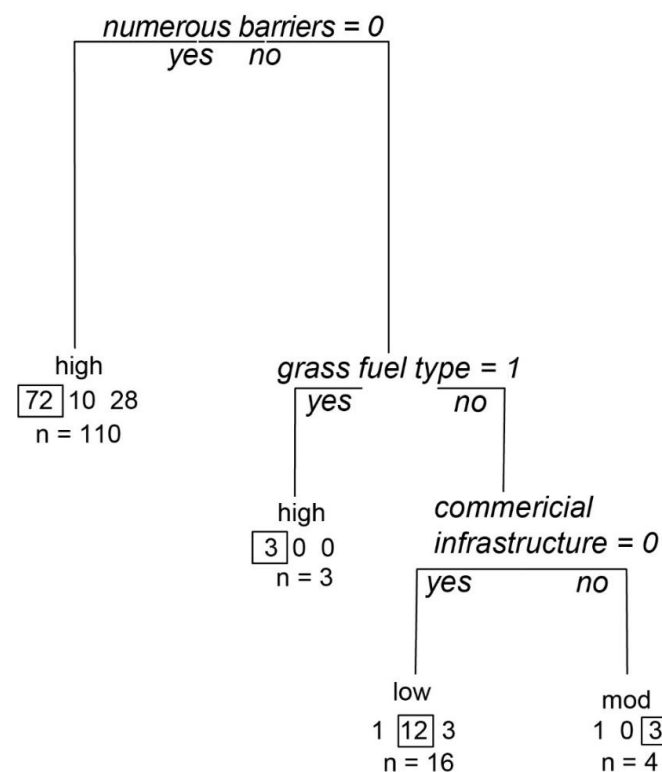 numerous barriers = 0
yes no
high
72 10 28
n = 110
grass fuel type = 1
yes no
high
3 0 0
n = 3
commericial
infrastructure = 0
yes no
low
1 12 3
n = 16
mod
1 0 3
n = 4